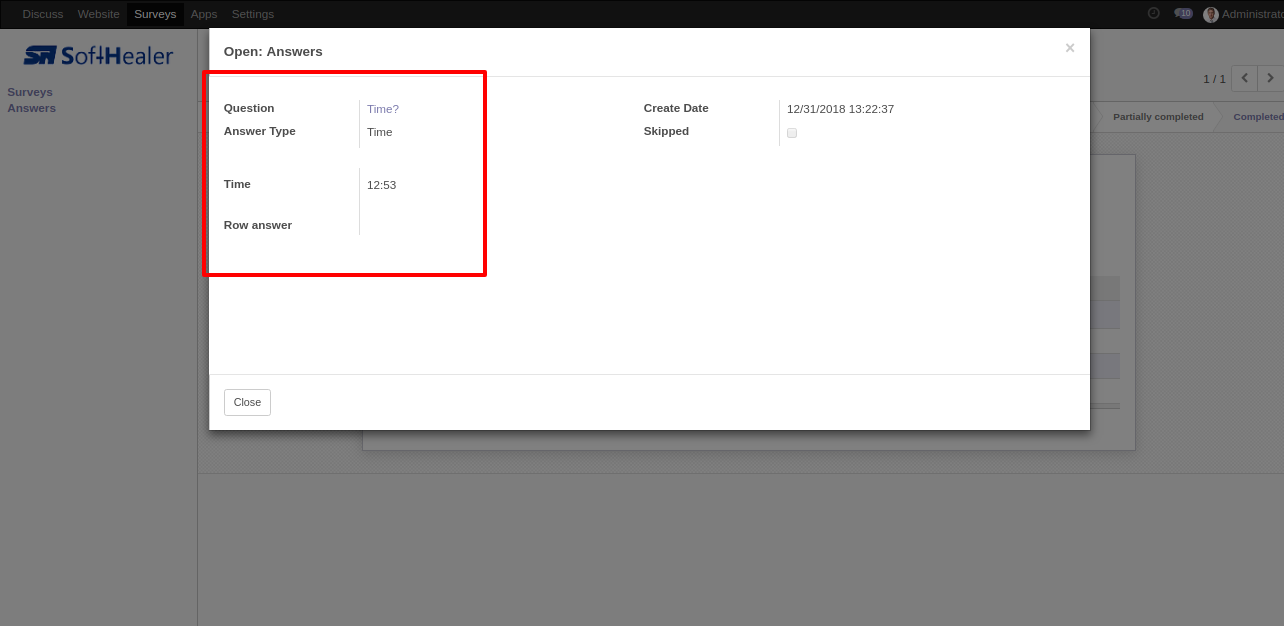 Discuss Website Surveys Apps Settings 10 Administrato
SoftHealer
Surveys
Answers
Open: Answers ×
1 / 1
Question Time? Create Date 12/31/2018 13:22:37
Answer Type Time Skipped
Partially completed Completed
Time 12:53
Row answer
Close